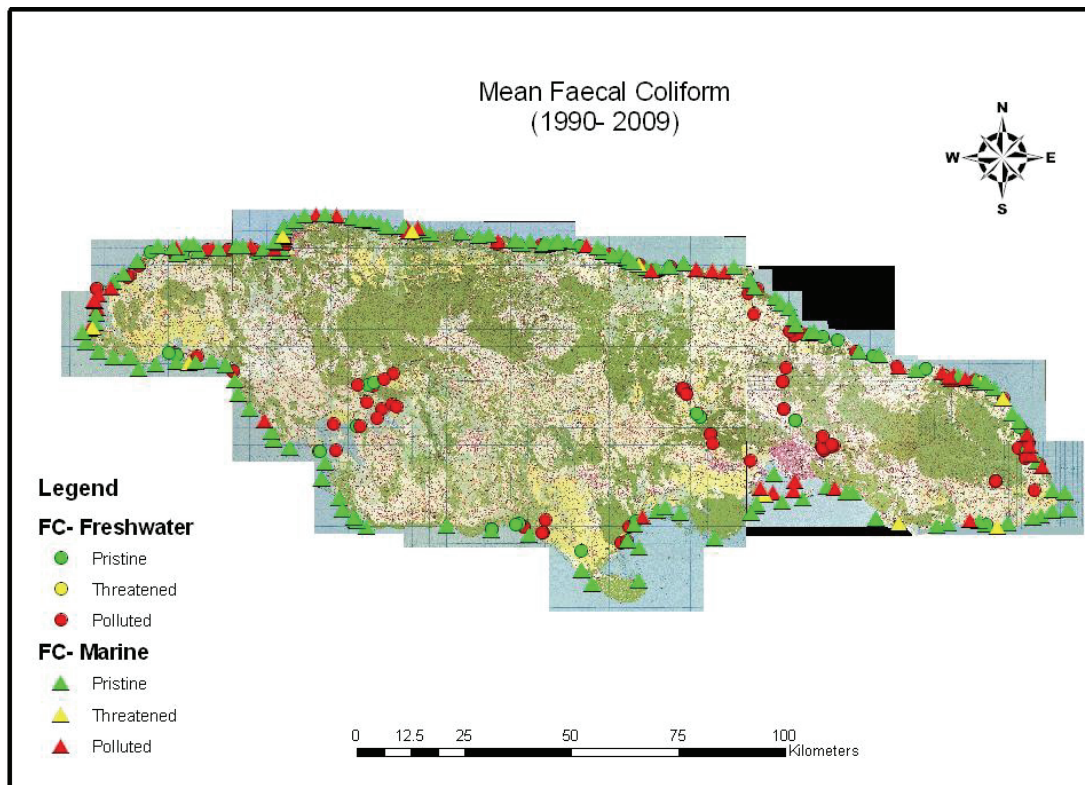 Mean Faecal Coliform
(1990- 2009)
N
W E
S
Legend
FC- Freshwater
Pristine
Threatened
Polluted
FC- Marine
Pristine
Threatened
Polluted
0 12.5 25 50 75 100
Kilometers